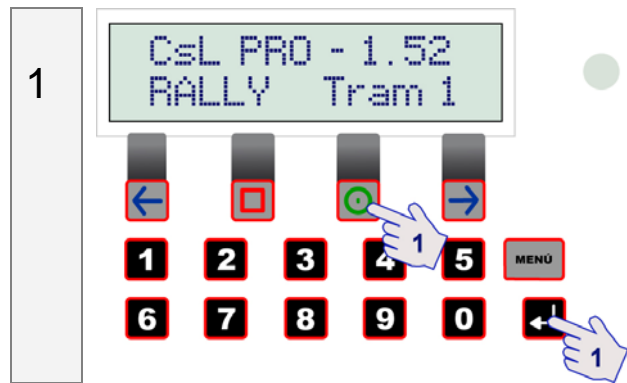 1
CsL PRO - 1.52
RALLY Tram 1
1
1 2 3 4 5 MENÚ
6 7 8 9 0
1